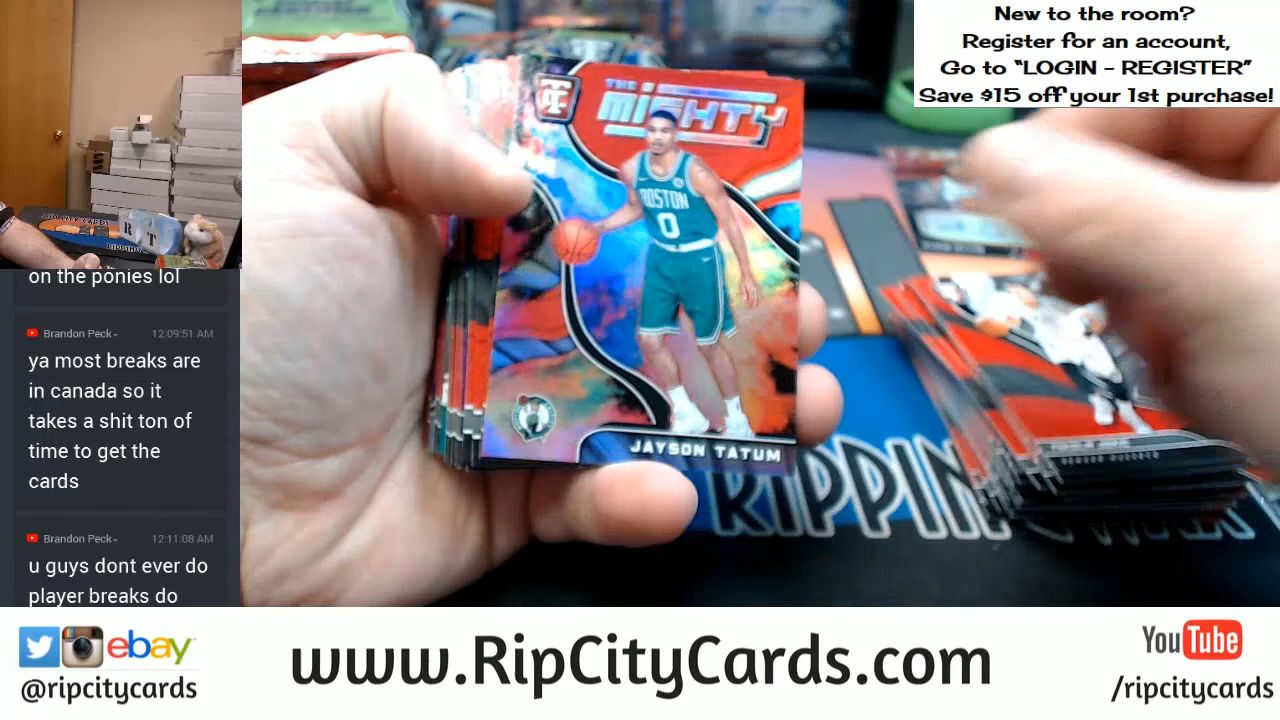 New to the room?
Register for an account,
Go to “LOGIN – REGISTER”
Save $15 off your 1st purchase!
THE
MIGHTY
BOSTON
0
JAYSON TATUM
on the ponies lol
Brandon Peck
12:09:51 AM
ya most breaks are
in canada so it
takes a shit ton of
time to get the
cards
Brandon Peck
12:11:08 AM
u guys dont ever do
player breaks do
RIPPIN
ebay
@ripcitycards
www.RipCityCards.com
YouTube
/ripcitycards